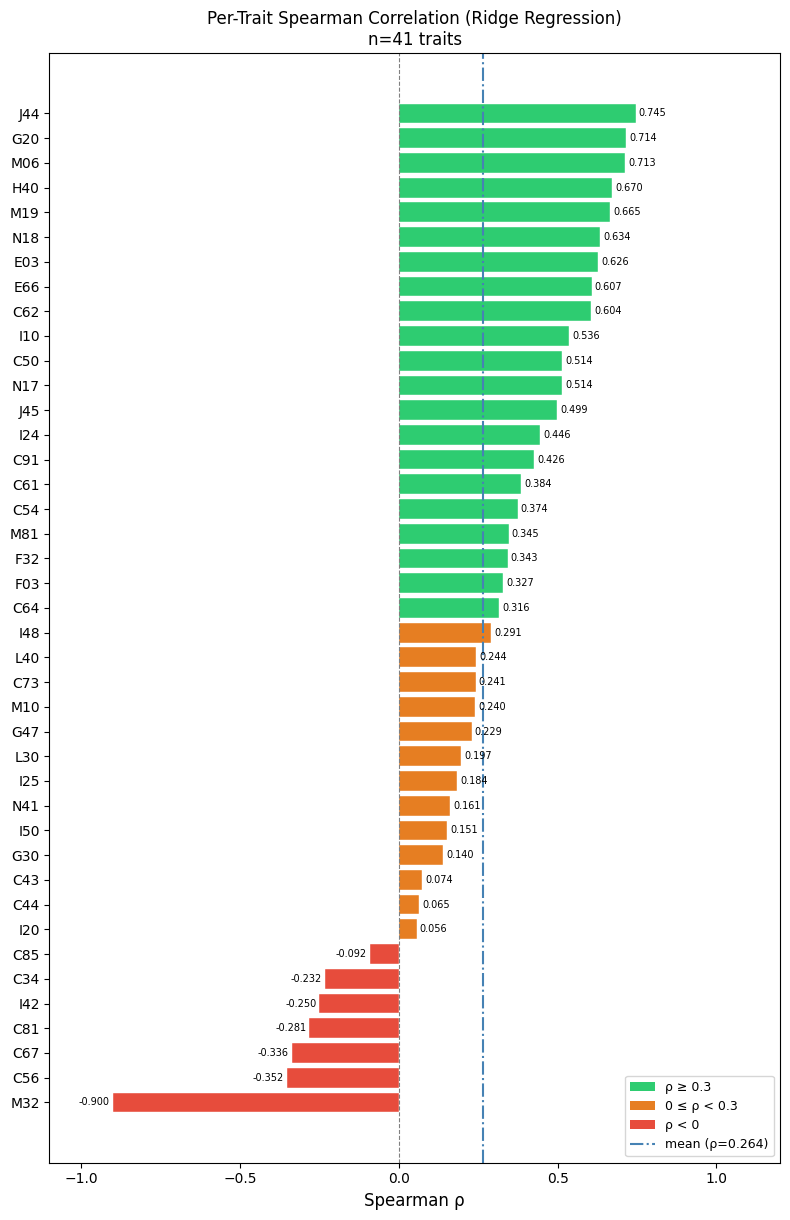 Per-Trait Spearman Correlation (Ridge Regression)
n=41 traits
J44 0.745
G20 0.714
M06 0.713
H40 0.670
M19 0.665
N18 0.634
E03 0.626
E66 0.607
C62 0.604
I10 0.536
C50 0.514
N17 0.514
J45 0.499
I24 0.446
C91 0.426
C61 0.384
C54 0.374
M81 0.345
F32 0.343
F03 0.327
C64 0.316
I48 0.291
L40 0.244
C73 0.241
M10 0.240
G47 0.229
L30 0.197
I25 0.184
N41 0.161
I50 0.151
G30 0.140
C43 0.074
C44 0.065
I20 0.056
C85 -0.092
C34 -0.232
I42 -0.250
C81 -0.281
C67 -0.336
C56 -0.352
M32 -0.900
ρ ≥ 0.3
0 ≤ ρ < 0.3
ρ < 0
mean (ρ=0.264)
−1.0 −0.5 0.0 0.5 1.0
Spearman ρ